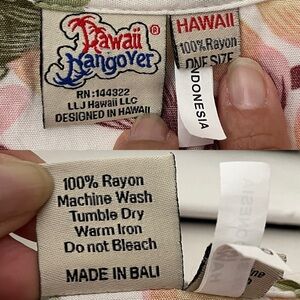 Hawaii
Hangover ®
RN:144322
LLJ Hawaii LLC
DESIGNED IN HAWAII
HAWAII
100% Rayon
ONE SIZE
INDONESIA
100% Rayon
Machine Wash
Tumble Dry
Warm Iron
Do not Bleach
MADE IN BALI